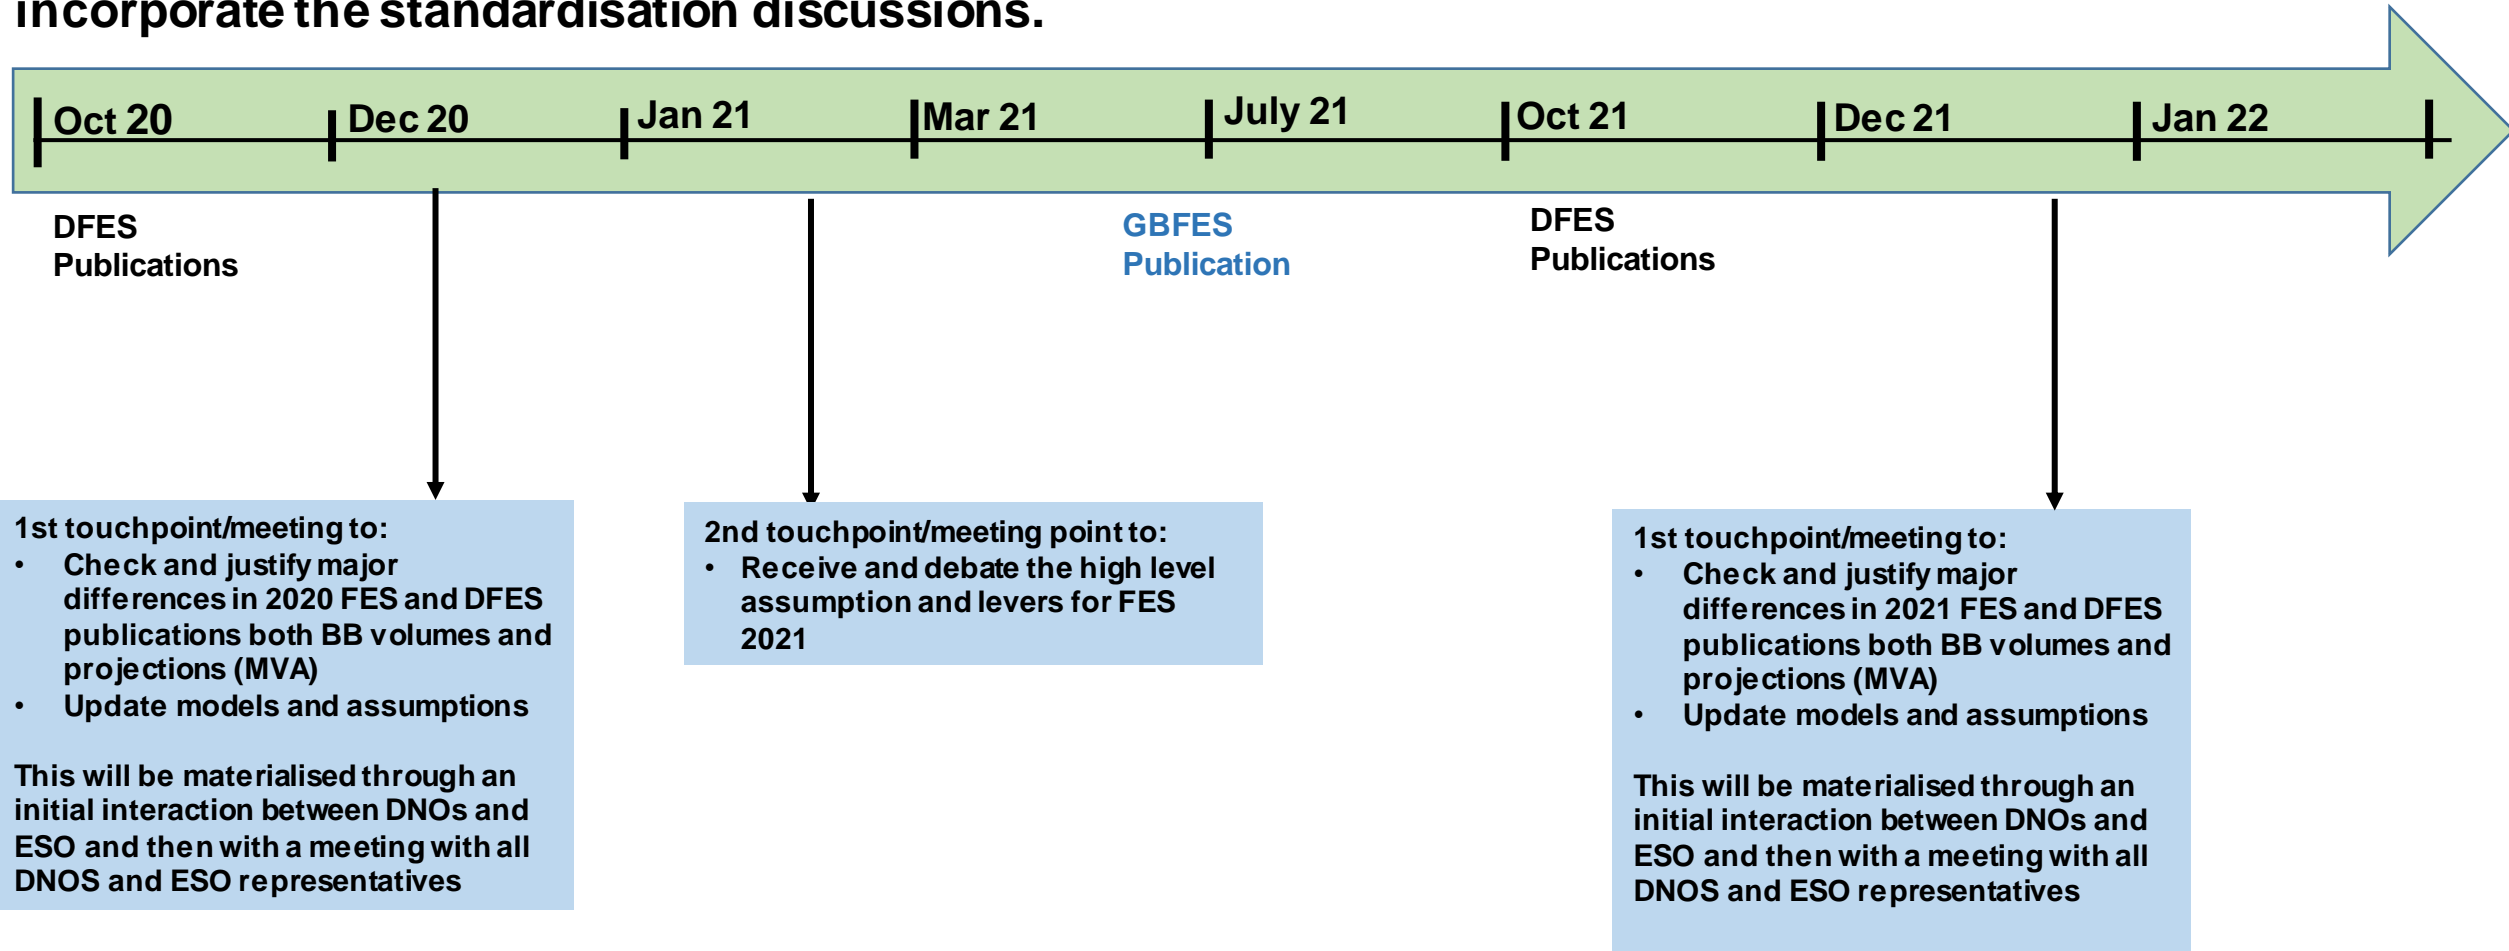 incorporate the standardisation discussions.
Oct 20
Dec 20
Jan 21
Mar 21
July 21
Oct 21
Dec 21
Jan 22
DFES
Publications
GBFES
Publication
DFES
Publications
1st touchpoint/meeting to:
• Check and justify major
differences in 2020 FES and DFES
publications both BB volumes and
projections (MVA)
• Update models and assumptions
This will be materialised through an
initial interaction between DNOs and
ESO and then with a meeting with all
DNOS and ESO representatives
2nd touchpoint/meeting point to:
• Receive and debate the high level
assumption and levers for FES
2021
1st touchpoint/meeting to:
• Check and justify major
differences in 2021 FES and DFES
publications both BB volumes and
projections (MVA)
• Update models and assumptions
This will be materialised through an
initial interaction between DNOs and
ESO and then with a meeting with all
DNOS and ESO representatives